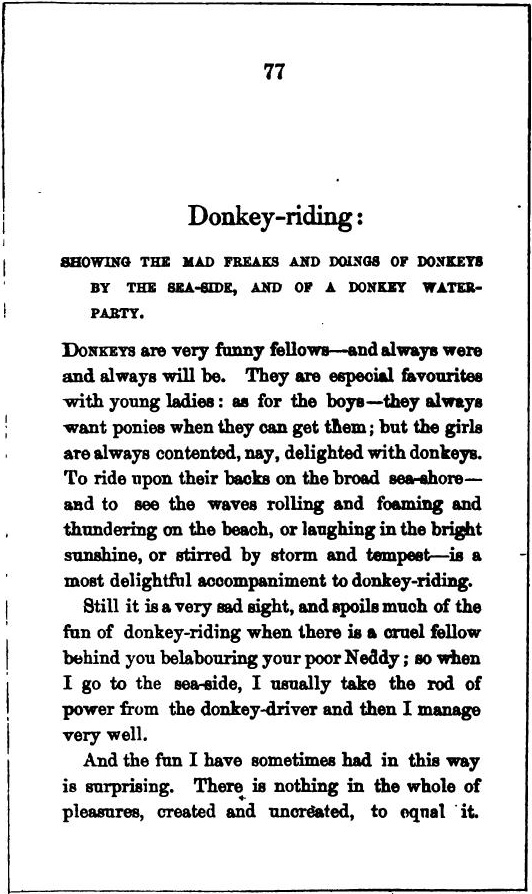 77
Donkey-riding:
SHOWING THE MAD FREAKS AND DOINGS OF DONKEYS
BY THE SEA-SIDE, AND OF A DONKEY WATER-
PARTY.
DONKEYS are very funny fellows—and always were
and always will be. They are especial favourites
with young ladies: as for the boys—they always
want ponies when they can get them; but the girls
are always contented, nay, delighted with donkeys.
To ride upon their backs on the broad sea-shore—
and to see the waves rolling and foaming and
thundering on the beach, or laughing in the bright
sunshine, or stirred by storm and tempest—is a
most delightful accompaniment to donkey-riding.
Still it is a very sad sight, and spoils much of the
fun of donkey-riding when there is a cruel fellow
behind you belabouring your poor Neddy; so when
I go to the sea-side, I usually take the rod of
power from the donkey-driver and then I manage
very well.
And the fun I have sometimes had in this way
is surprising. There is nothing in the whole of
pleasures, created and uncreated, to equal it.